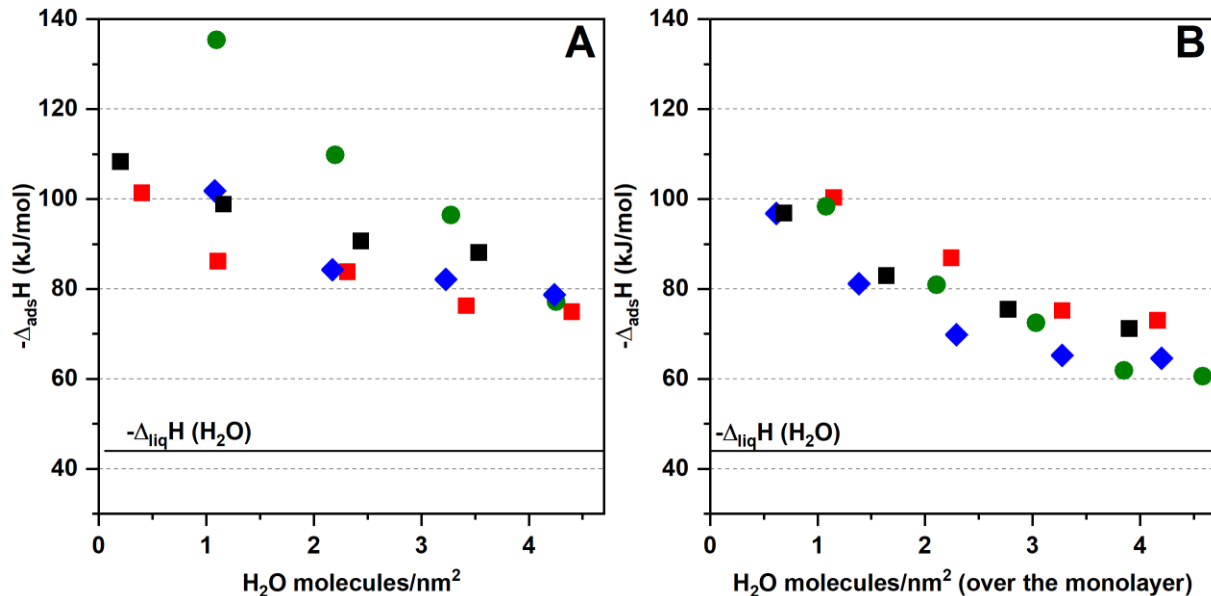 A
140
120
100
80
60
40
-ΔadsH (kJ/mol)
-ΔliqH (H2O)
0 1 2 3 4
H2O molecules/nm2
B
140
120
100
80
60
40
-ΔadsH (kJ/mol)
-ΔliqH (H2O)
0 1 2 3 4
H2O molecules/nm2 (over the monolayer)